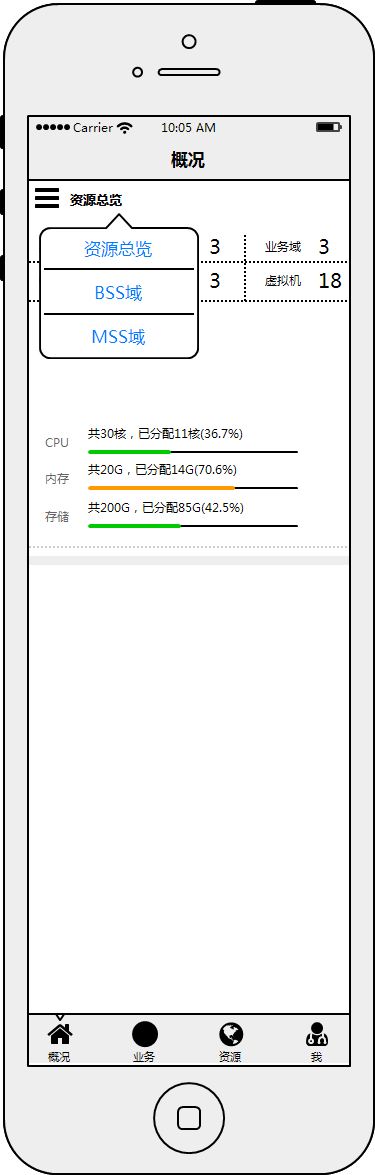 Carrier 10:05 AM
概况
资源总览
资源总览
BSS域
MSS域
3 业务域 3
3 虚拟机 18
CPU 共30核，已分配11核(36.7%)
内存 共20G，已分配14G(70.6%)
存储 共200G，已分配85G(42.5%)
概况 业务 资源 我